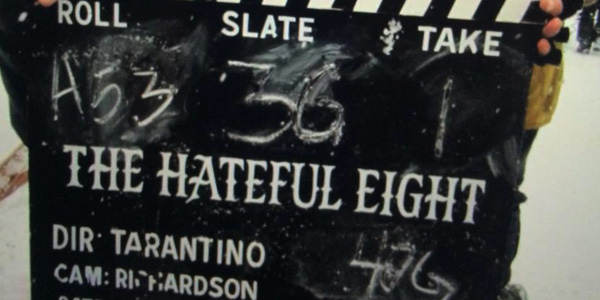 ROLL SLATE TAKE
A53 36 1
THE HATEFUL EIGHT
DIR: TARANTINO
CAM: RICHARDSON